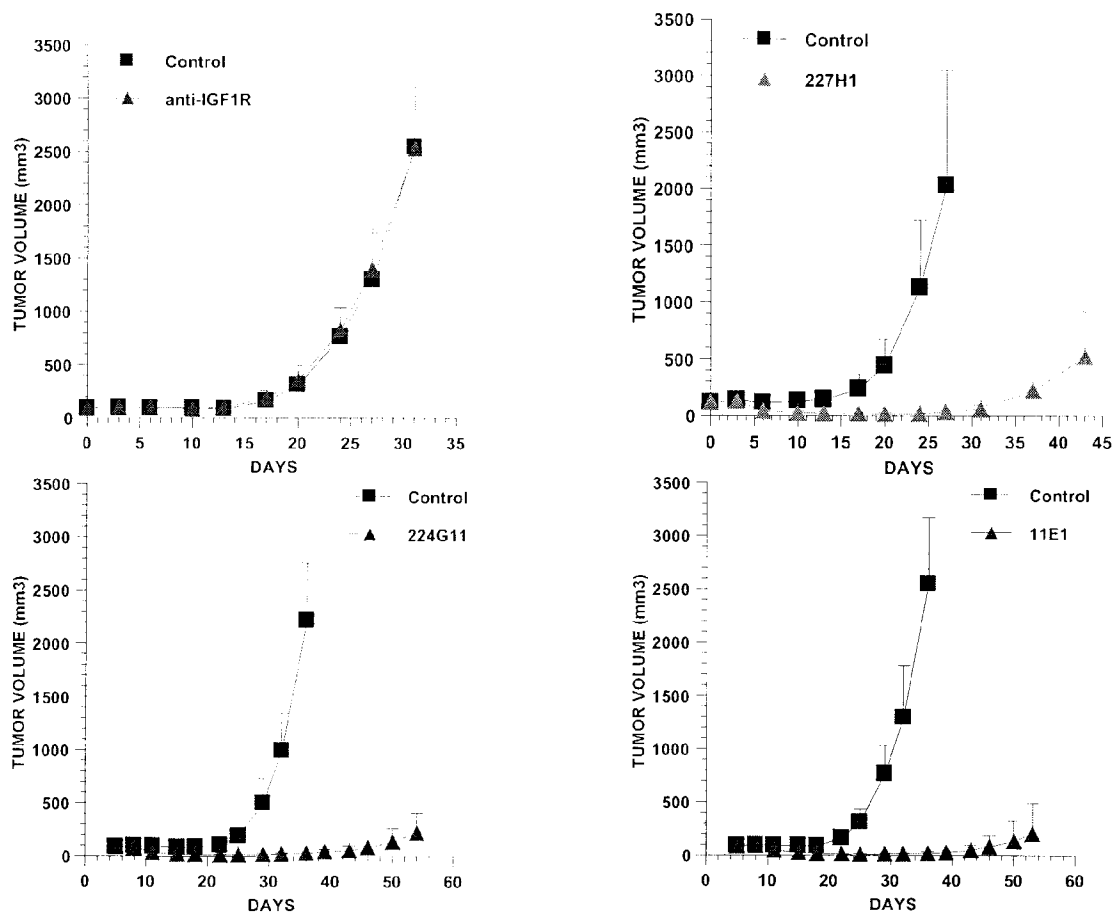 3500
3000
2500
2000
1500
1000
500
0
TUMOR VOLUME (mm3)
Control
anti-IGF1R
0 5 10 15 20 25 30 35
DAYS
3500
3000
2500
2000
1500
1000
500
0
TUMOR VOLUME (mm3)
Control
227H1
0 5 10 15 20 25 30 35 40 45
DAYS
3500
3000
2500
2000
1500
1000
500
0
TUMOR VOLUME (mm3)
Control
224G11
0 10 20 30 40 50 60
DAYS
3500
3000
2500
2000
1500
1000
500
0
TUMOR VOLUME (mm3)
Control
11E1
0 10 20 30 40 50 60
DAYS